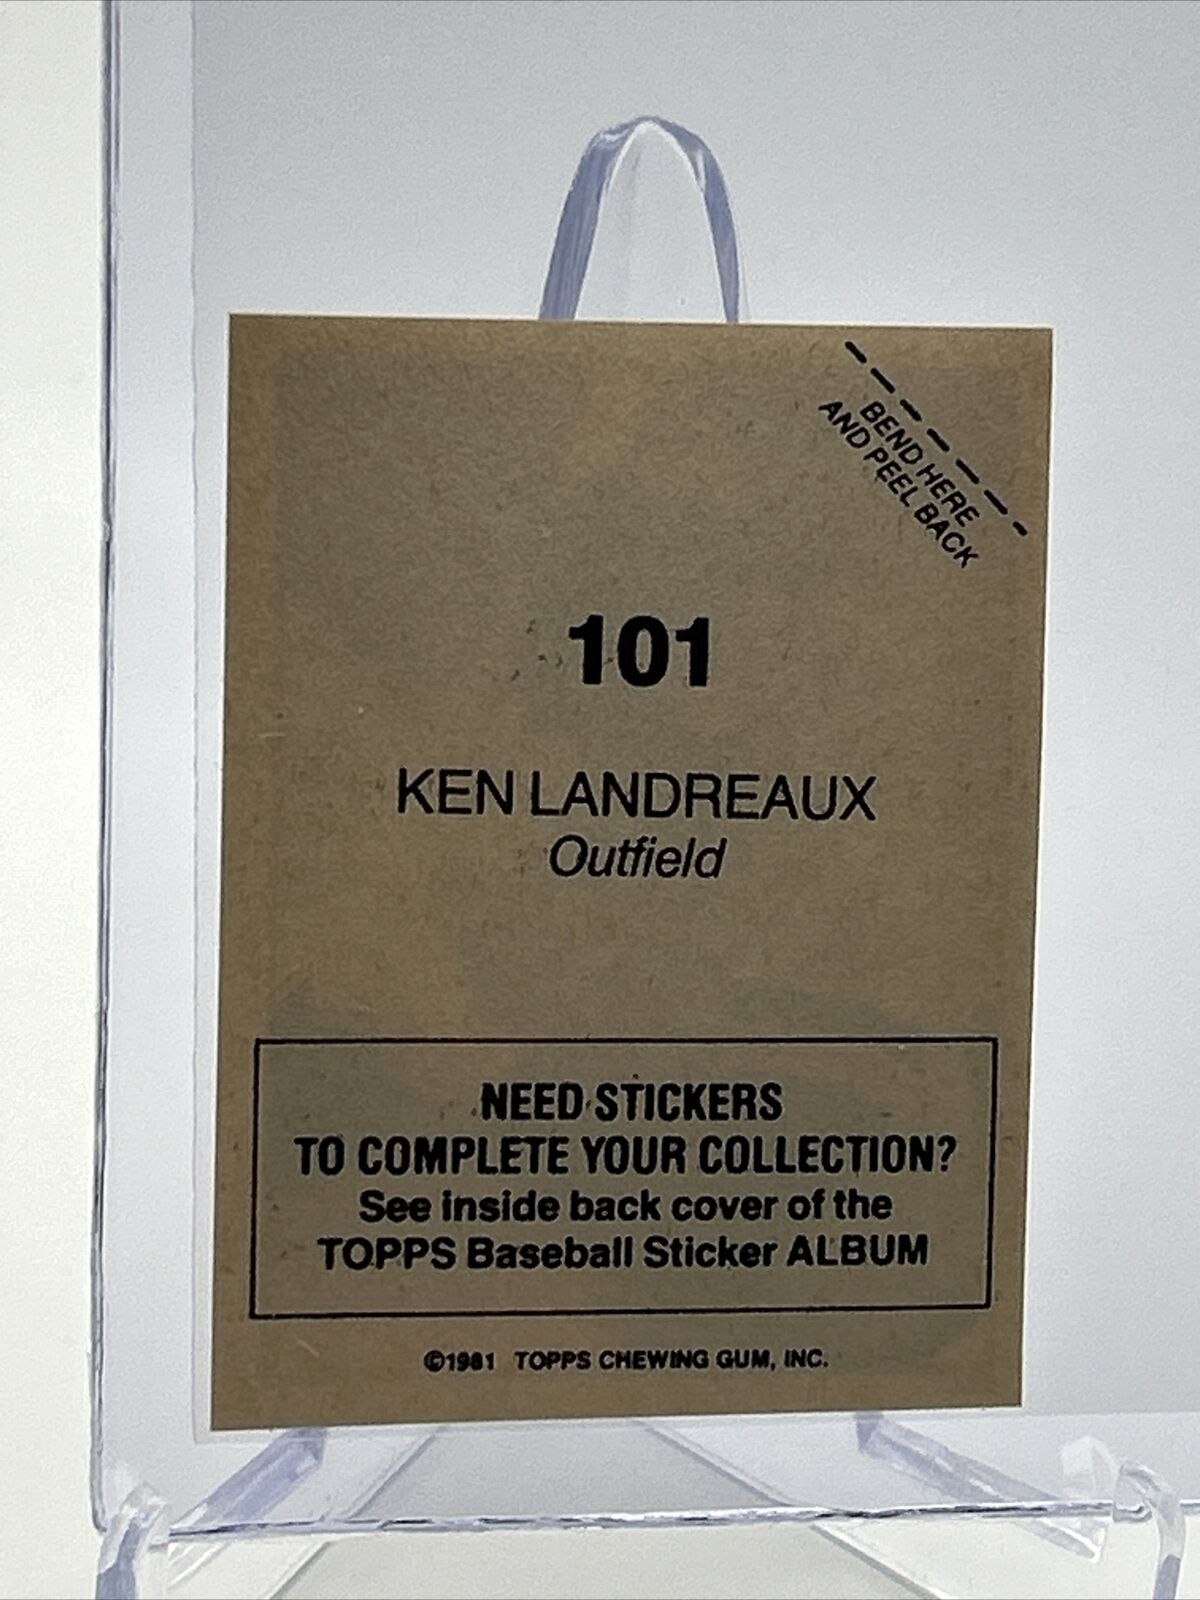 BEND HERE
AND PEEL BACK
101
KEN LANDREAUX
Outfield
NEED STICKERS
TO COMPLETE YOUR COLLECTION?
See inside back cover of the
TOPPS Baseball Sticker ALBUM
©1981 TOPPS CHEWING GUM, INC.